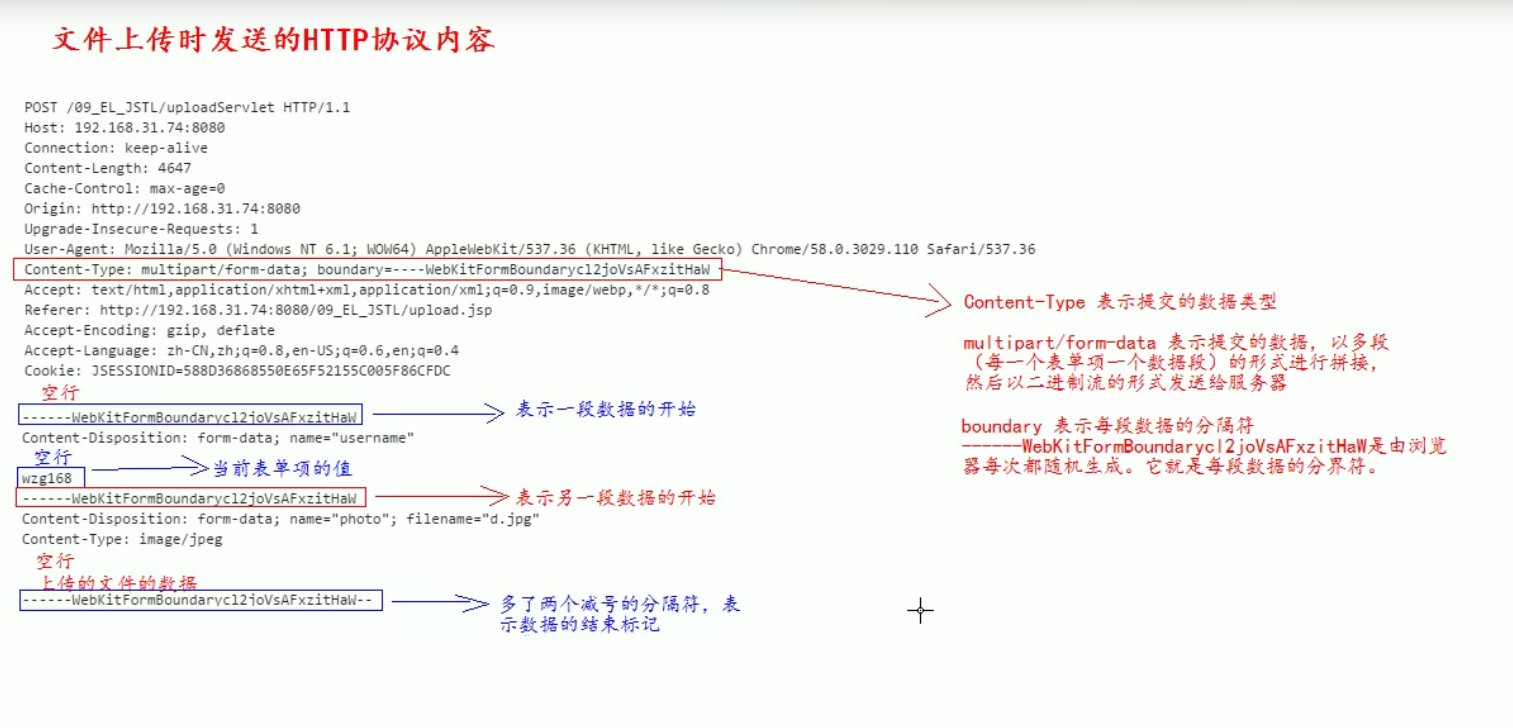 文件上传时发送的HTTP协议内容
POST /09_EL_JSTL/uploadServlet HTTP/1.1
Host: 192.168.31.74:8080
Connection: keep-alive
Content-Length: 4647
Cache-Control: max-age=0
Origin: http://192.168.31.74:8080
Upgrade-Insecure-Requests: 1
User-Agent: Mozilla/5.0 (Windows NT 6.1; WOW64) AppleWebKit/537.36 (KHTML, like Gecko) Chrome/58.0.3029.110 Safari/537.36
Content-Type: multipart/form-data; boundary=----WebKitFormBoundarycl2joVsAFxzitHaW
Accept: text/html,application/xhtml+xml,application/xml;q=0.9,image/webp,*/*;q=0.8
Referer: http://192.168.31.74:8080/09_EL_JSTL/upload.jsp
Accept-Encoding: gzip, deflate
Accept-Language: zh-CN,zh;q=0.8,en-US;q=0.6,en;q=0.4
Cookie: JSESSIONID=588D36868550E65F52155C005F86CFDC
空行
------WebKitFormBoundarycl2joVsAFxzitHaW
表示一段数据的开始
Content-Disposition: form-data; name="username"
空行
当前表单项的值
wzg168
------WebKitFormBoundarycl2joVsAFxzitHaW
表示另一段数据的开始
Content-Disposition: form-data; name="photo"; filename="d.jpg"
Content-Type: image/jpeg
空行
上传的文件的数据
------WebKitFormBoundarycl2joVsAFxzitHaW--
多了两个减号的分隔符，表
示数据的结束标记
Content-Type 表示提交的数据类型
multipart/form-data 表示提交的数据，以多段
（每一个表单项一个数据段）的形式进行拼接，
然后以二进制流的形式发送给服务器
boundary 表示每段数据的分隔符
------WebKitFormBoundarycl2joVsAFxzitHaW是由浏览
器每次都随机生成。它就是每段数据的分界符。